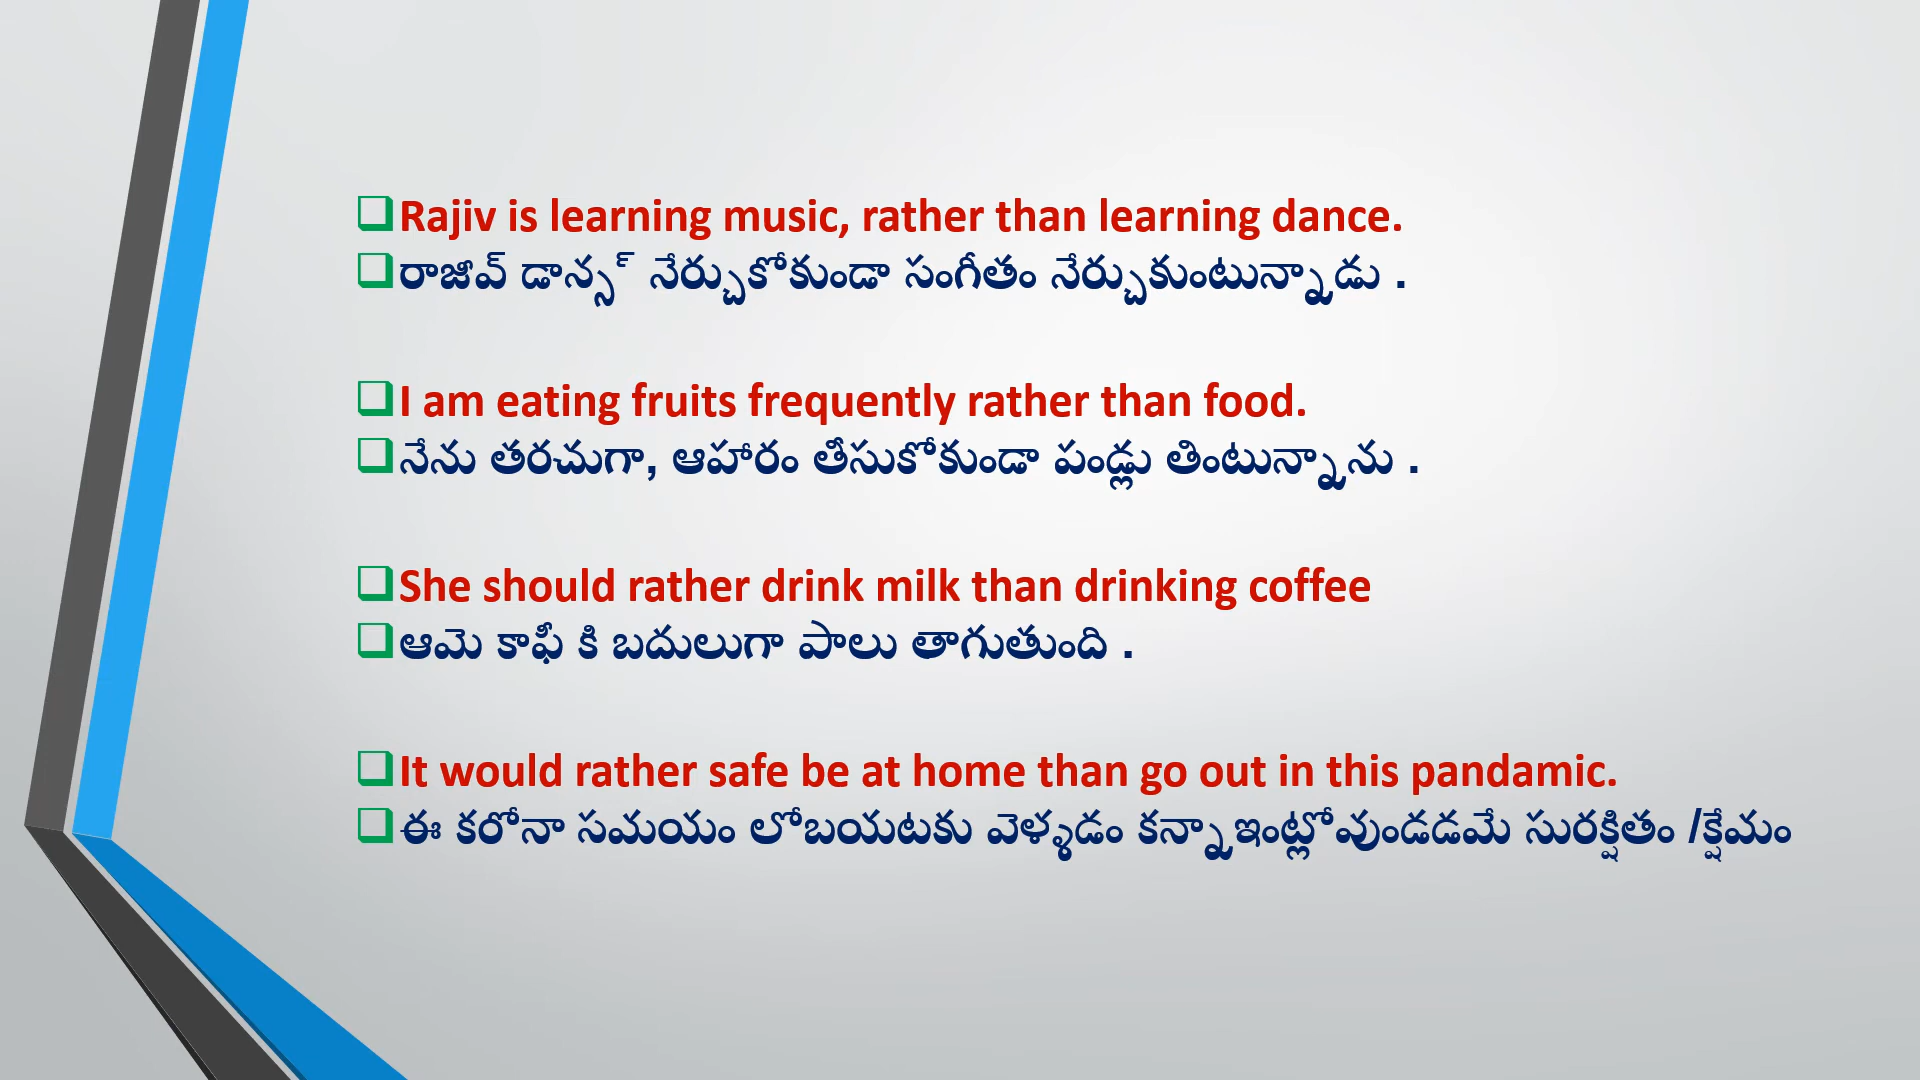 Rajiv is learning music, rather than learning dance.
రాజీవ్ డాన్స్ నేర్చుకోకుండా సంగీతం నేర్చుకుంటున్నాడు .
I am eating fruits frequently rather than food.
నేను తరచుగా, ఆహారం తీసుకోకుండా పండ్లు తింటున్నాను .
She should rather drink milk than drinking coffee
ఆమె కాఫీ కి బదులుగా పాలు తాగుతుంది .
It would rather safe be at home than go out in this pandamic.
ఈ కరోనా సమయం లోబయటకు వెళ్ళడం కన్నా ఇంట్లోవుండడమే సురక్షితం /క్షేమం